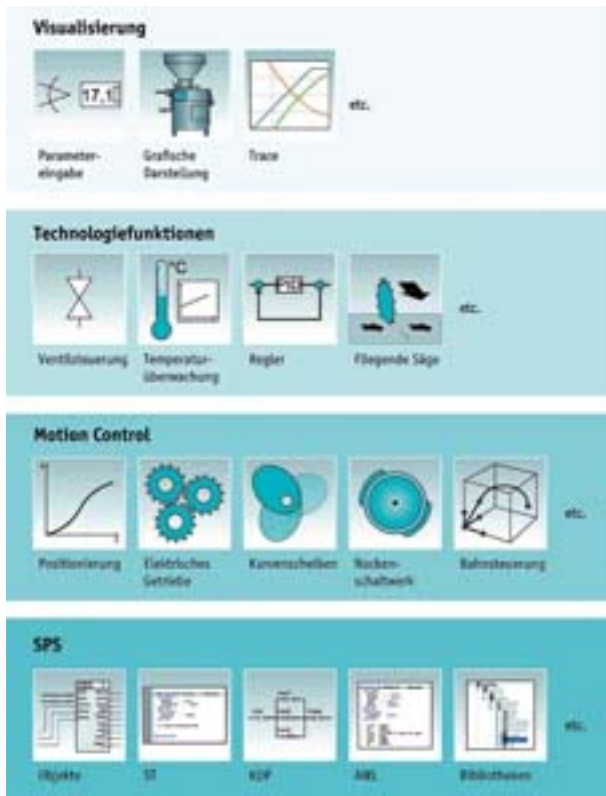 Visualisierung
17,1
etc.
Parameter-
eingabe
Grafische
Darstellung
Trace
Technologiefunktionen
°C
PID
etc.
Ventilsteuerung
Temperatur-
überwachung
Regler
Fliegende Säge
Motion Control
etc.
Positionierung
Elektrisches
Getriebe
Kurvenscheiben
Nocken-
schaltwerk
Bahnsteuerung
SPS
etc.
Objekte
ST
KOP
AWL
Bibliotheken